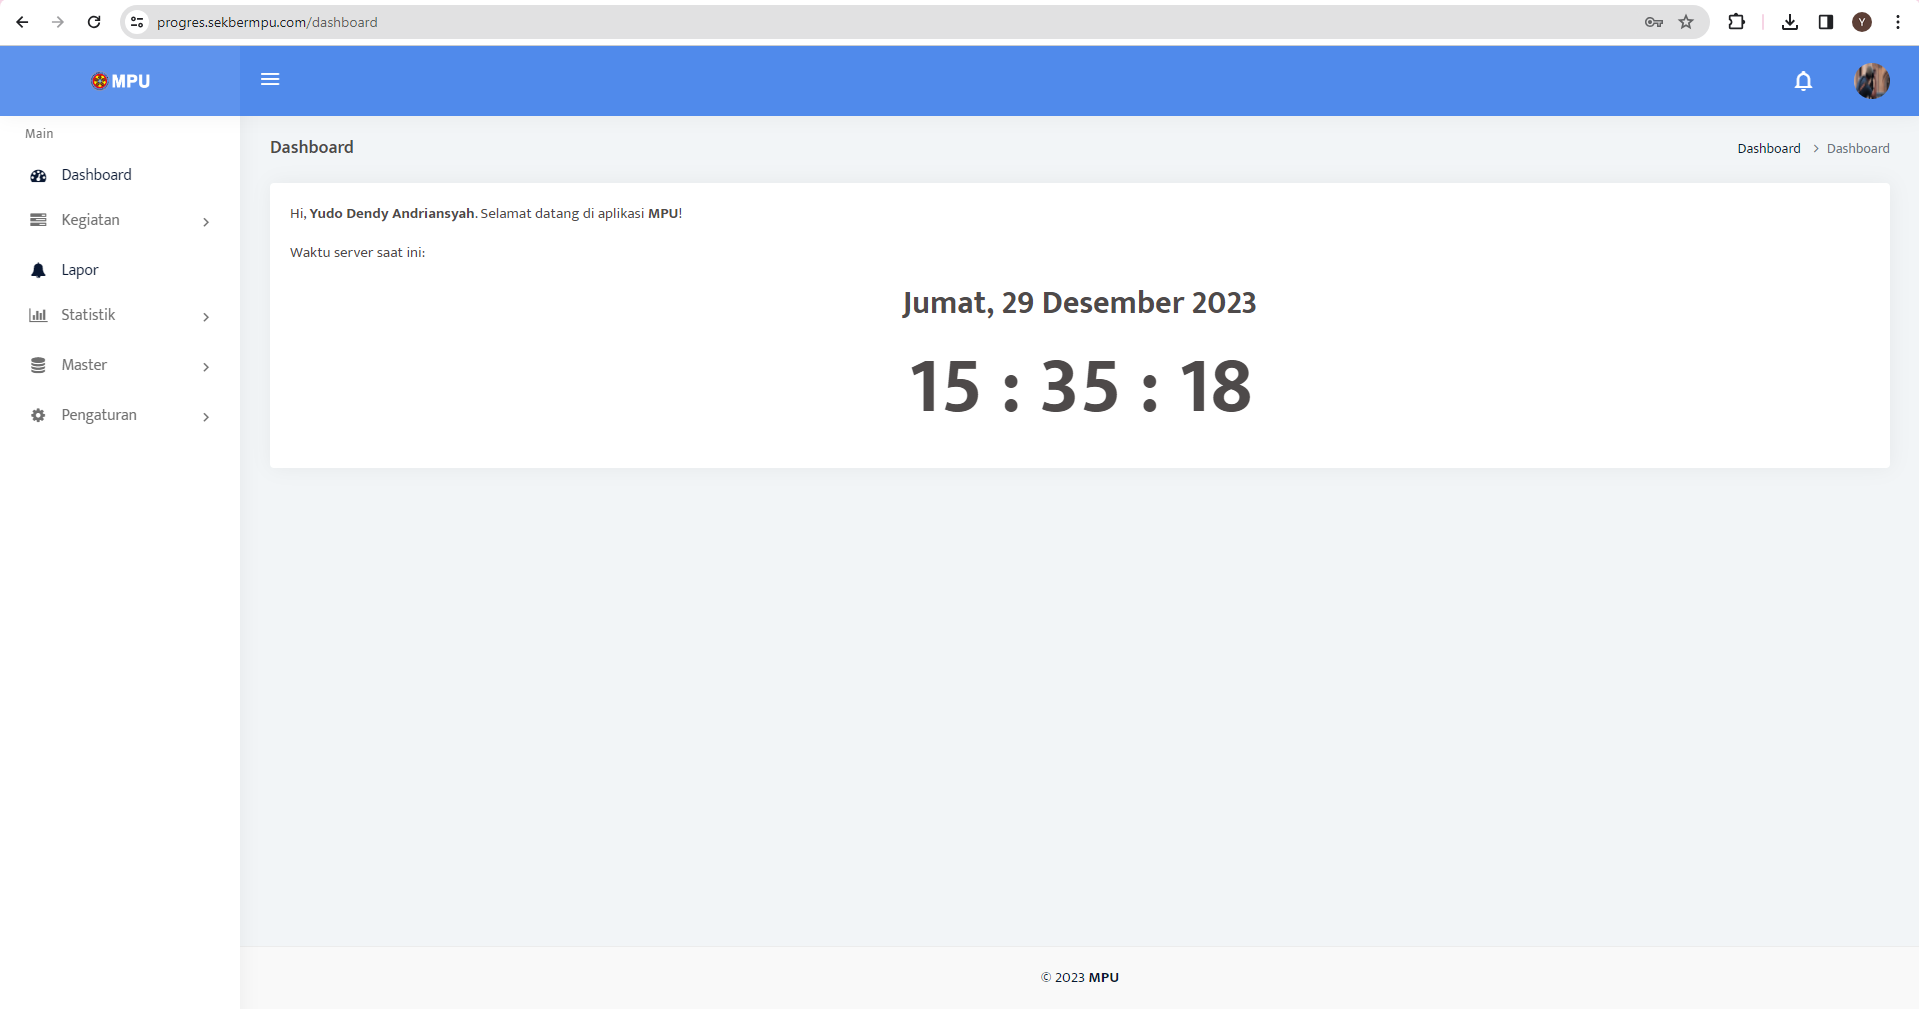 progres.sekbermpu.com/dashboard
Y
MPU
Main
Dashboard
Kegiatan
Lapor
Statistik
Master
Pengaturan
Dashboard
Dashboard > Dashboard
Hi, Yudo Dendy Andriansyah. Selamat datang di aplikasi MPU!
Waktu server saat ini:
Jumat, 29 Desember 2023
15 : 35 : 18
© 2023 MPU